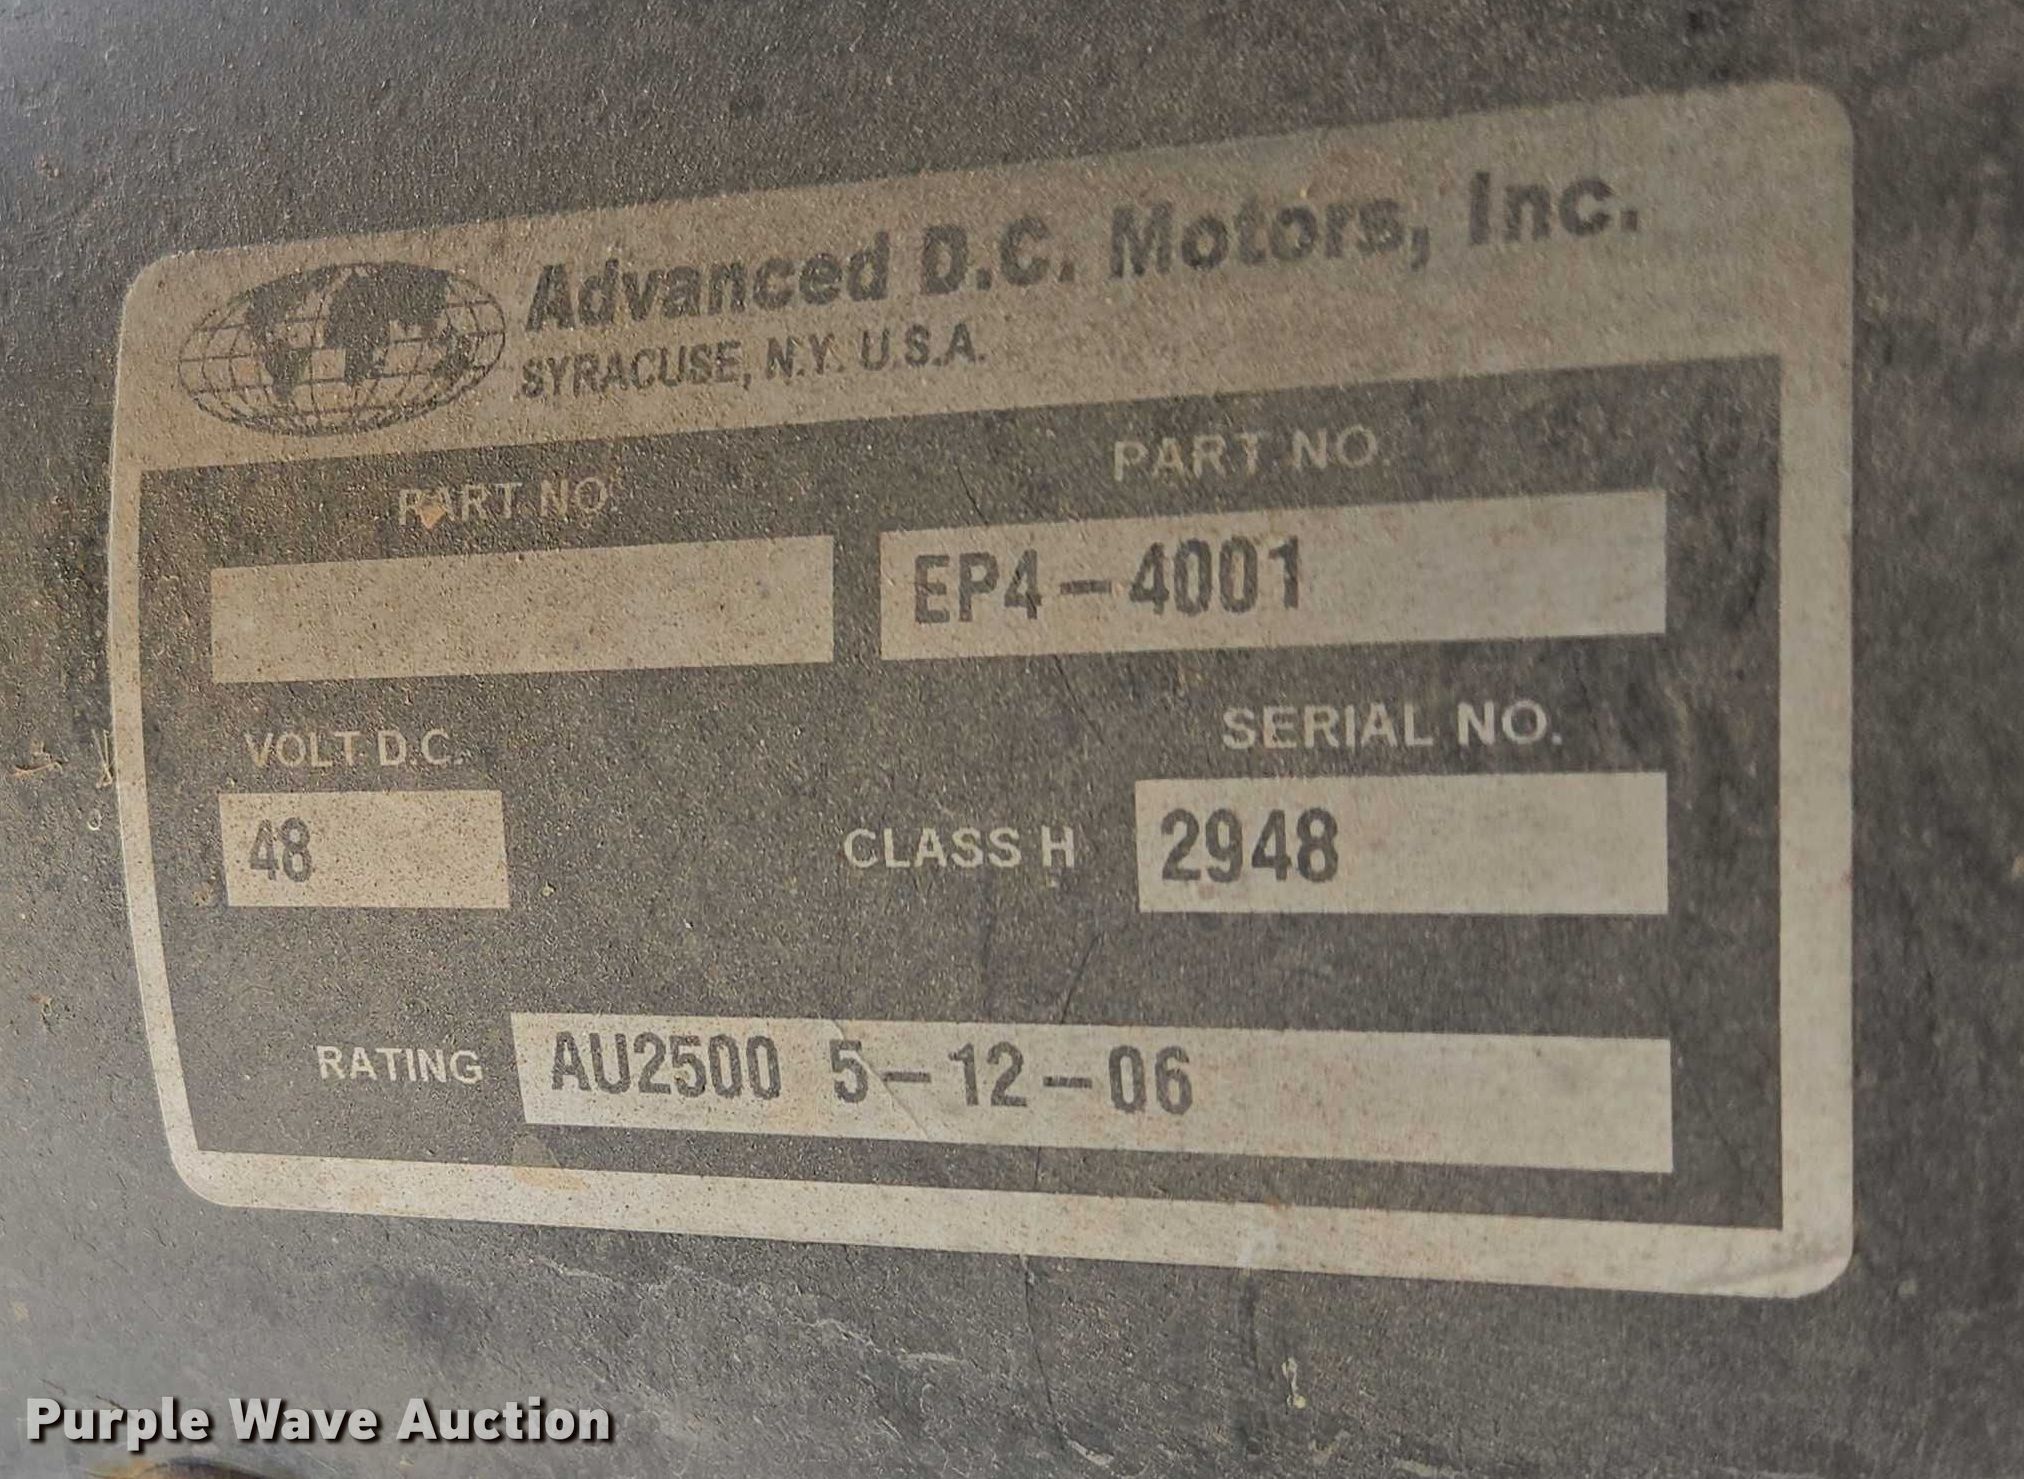 Advanced D.C. Motors, Inc.
SYRACUSE, N.Y. U.S.A.
PART NO.
PART NO.
EP4-4001
VOLT D.C.
SERIAL NO.
48
CLASS H
2948
RATING
AU2500 5-12-06
Purple Wave Auction